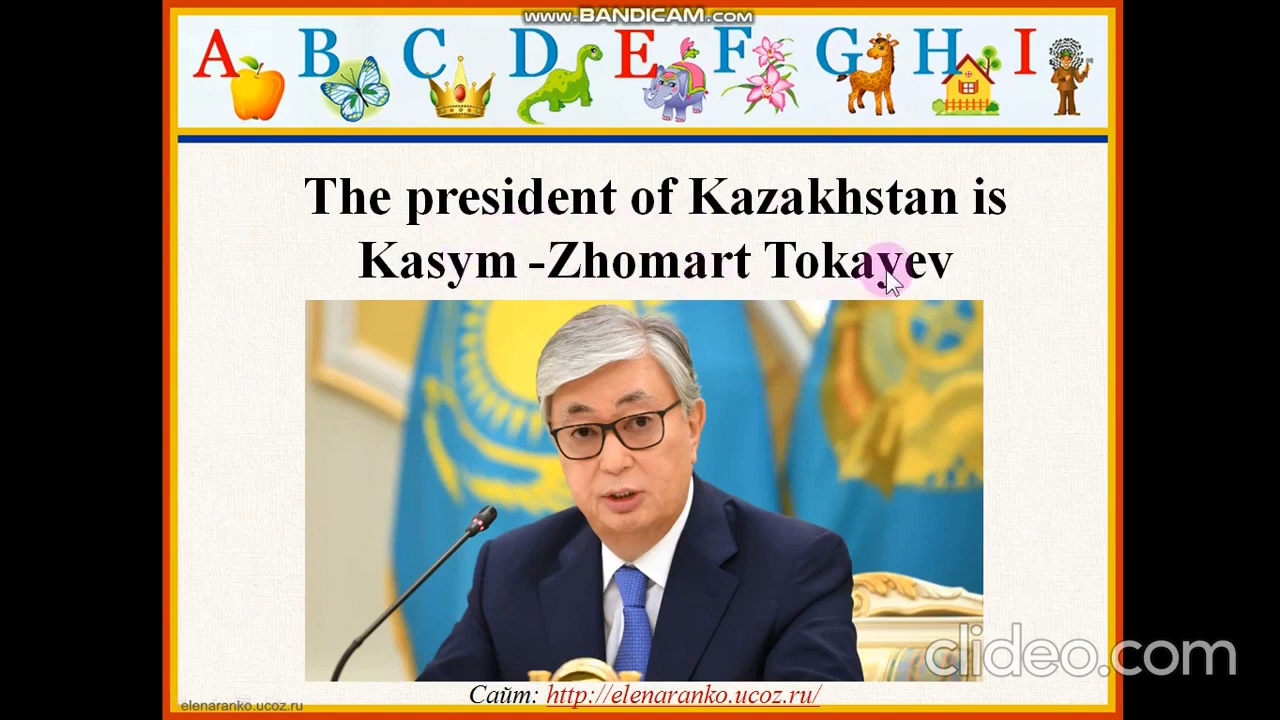 www.BANDICAM.com
A B C D E F G H I
The president of Kazakhstan is
Kasym -Zhomart Tokayev
clideo.com
Сайт: http://elenaranko.ucoz.ru/
elenaranko.ucoz.ru